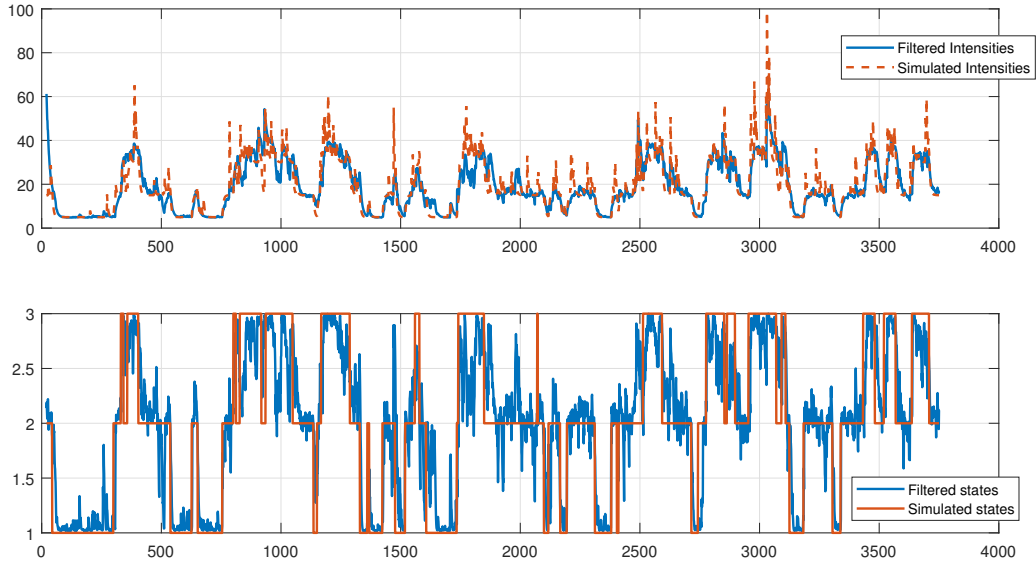 100
80
60
40
20
0
0 500 1000 1500 2000 2500 3000 3500 4000
Filtered Intensities
Simulated Intensities
3
2.5
2
1.5
1
0 500 1000 1500 2000 2500 3000 3500 4000
Filtered states
Simulated states